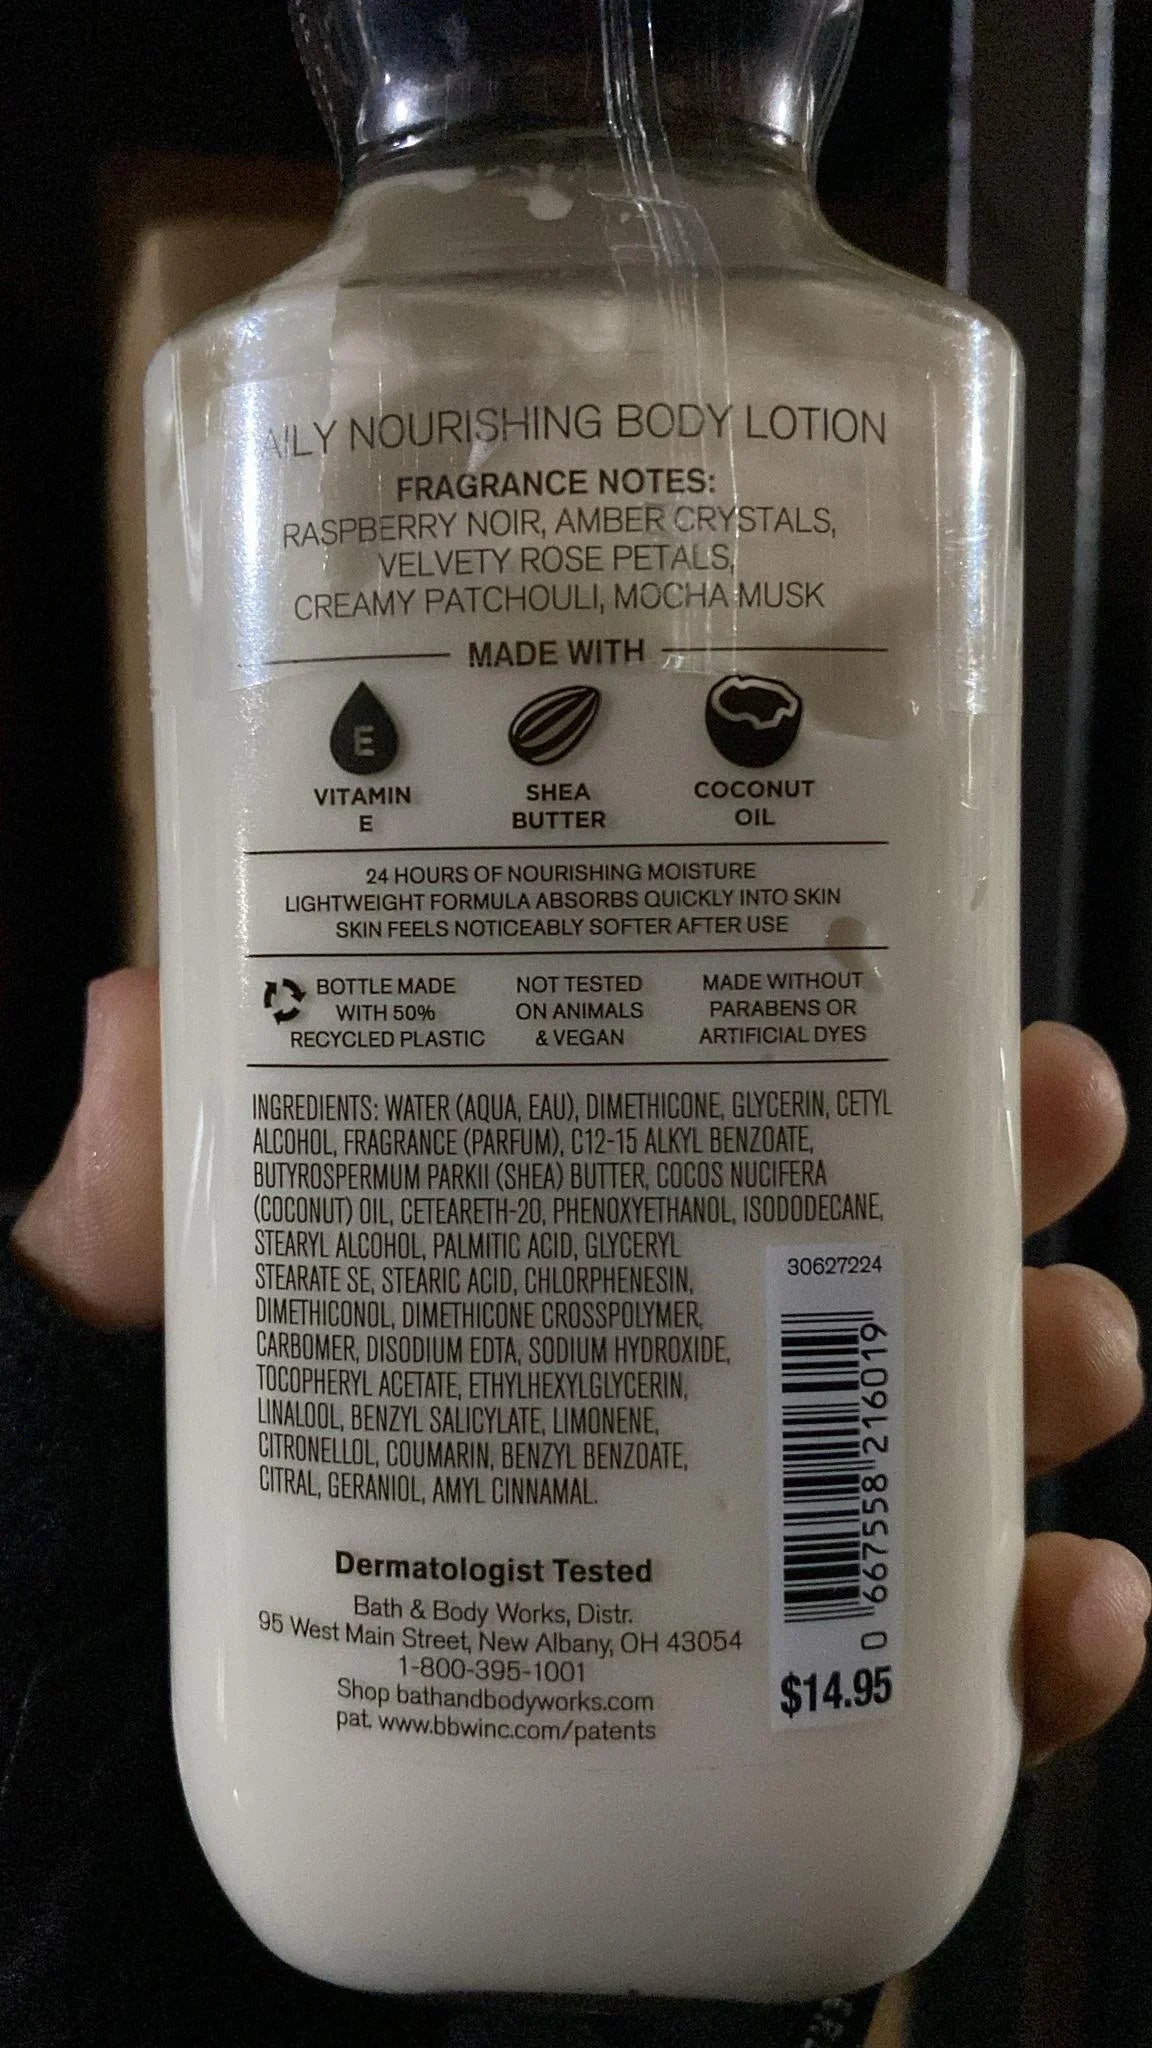 AILY NOURISHING BODY LOTION
FRAGRANCE NOTES:
RASPBERRY NOIR, AMBER CRYSTALS,
VELVETY ROSE PETALS,
CREAMY PATCHOULI, MOCHA MUSK
MADE WITH
E
VITAMIN
E
SHEA
BUTTER
COCONUT
OIL
24 HOURS OF NOURISHING MOISTURE
LIGHTWEIGHT FORMULA ABSORBS QUICKLY INTO SKIN
SKIN FEELS NOTICEABLY SOFTER AFTER USE
BOTTLE MADE
WITH 50%
RECYCLED PLASTIC
NOT TESTED
ON ANIMALS
& VEGAN
MADE WITHOUT
PARABENS OR
ARTIFICIAL DYES
INGREDIENTS: WATER (AQUA, EAU), DIMETHICONE, GLYCERIN, CETYL
ALCOHOL, FRAGRANCE (PARFUM), C12-15 ALKYL BENZOATE,
BUTYROSPERMUM PARKII (SHEA) BUTTER, COCOS NUCIFERA
(COCONUT) OIL, CETEARETH-20, PHENOXYETHANOL, ISODODECANE,
STEARYL ALCOHOL, PALMITIC ACID, GLYCERYL
STEARATE SE, STEARIC ACID, CHLORPHENESIN,
DIMETHICONOL, DIMETHICONE CROSSPOLYMER,
CARBOMER, DISODIUM EDTA, SODIUM HYDROXIDE,
TOCOPHERYL ACETATE, ETHYLHEXYLGLYCERIN,
LINALOOL, BENZYL SALICYLATE, LIMONENE,
CITRONELLOL, COUMARIN, BENZYL BENZOATE,
CITRAL, GERANIOL, AMYL CINNAMAL.
30627224
0 667558 216019
$14.95
Dermatologist Tested
Bath & Body Works, Distr.
95 West Main Street, New Albany, OH 43054
1-800-395-1001
Shop bathandbodyworks.com
pat. www.bbwinc.com/patents